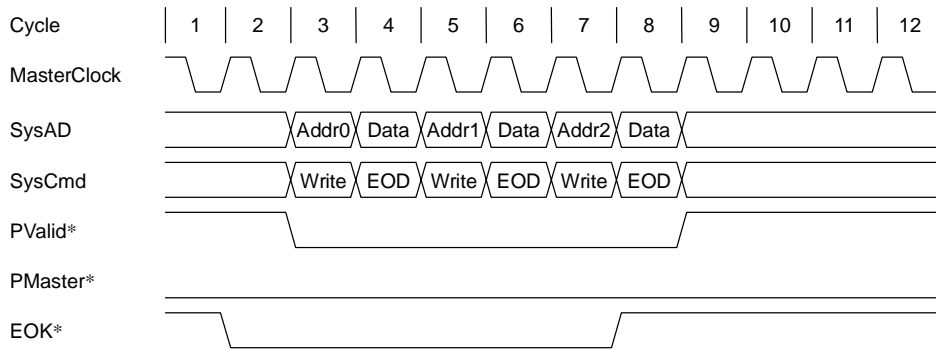 Cycle 1 2 3 4 5 6 7 8 9 10 11 12
MasterClock
SysAD Addr0 Data Addr1 Data Addr2 Data
SysCmd Write EOD Write EOD Write EOD
PValid*
PMaster*
EOK*